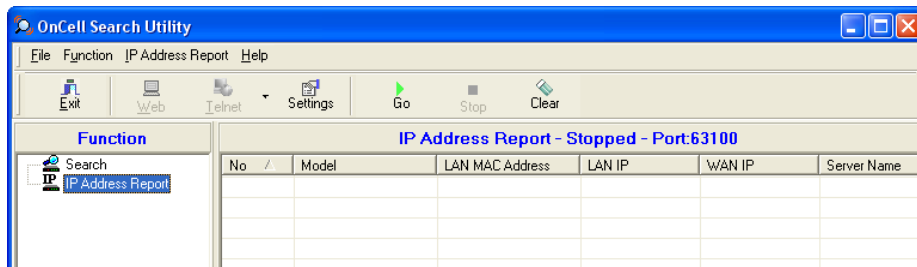 OnCell Search Utility
File Function IP Address Report Help
Exit Web Telnet Settings Go Stop Clear
Function
IP Address Report - Stopped - Port:63100
Search
IP IP Address Report
No Model LAN MAC Address LAN IP WAN IP Server Name